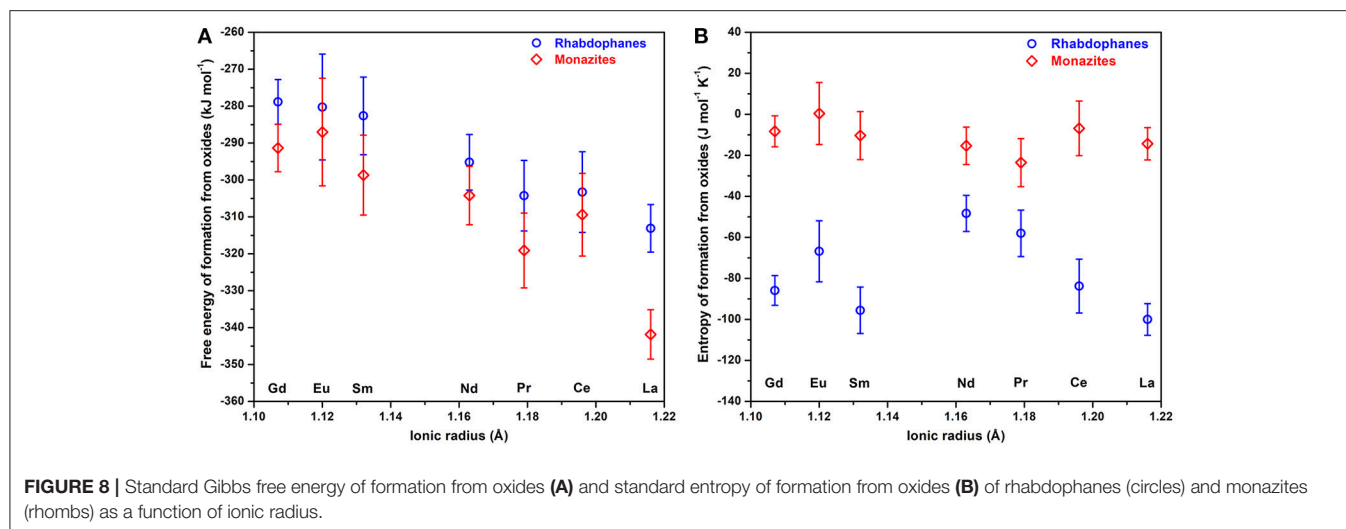 A
Rhabdophanes
Monazites
Free energy of formation from oxides (kJ mol⁻¹)
-260
-270
-280
-290
-300
-310
-320
-330
-340
-350
-360
Gd Eu Sm Nd Pr Ce La
1.10 1.12 1.14 1.16 1.18 1.20 1.22
Ionic radius (Å)
B
Rhabdophanes
Monazites
Entropy of formation from oxides (J mol⁻¹ K⁻¹)
40
20
0
-20
-40
-60
-80
-100
-120
-140
Gd Eu Sm Nd Pr Ce La
1.10 1.12 1.14 1.16 1.18 1.20 1.22
Ionic radius (Å)
FIGURE 8 | Standard Gibbs free energy of formation from oxides (A) and standard entropy of formation from oxides (B) of rhabdophanes (circles) and monazites
(rhombs) as a function of ionic radius.